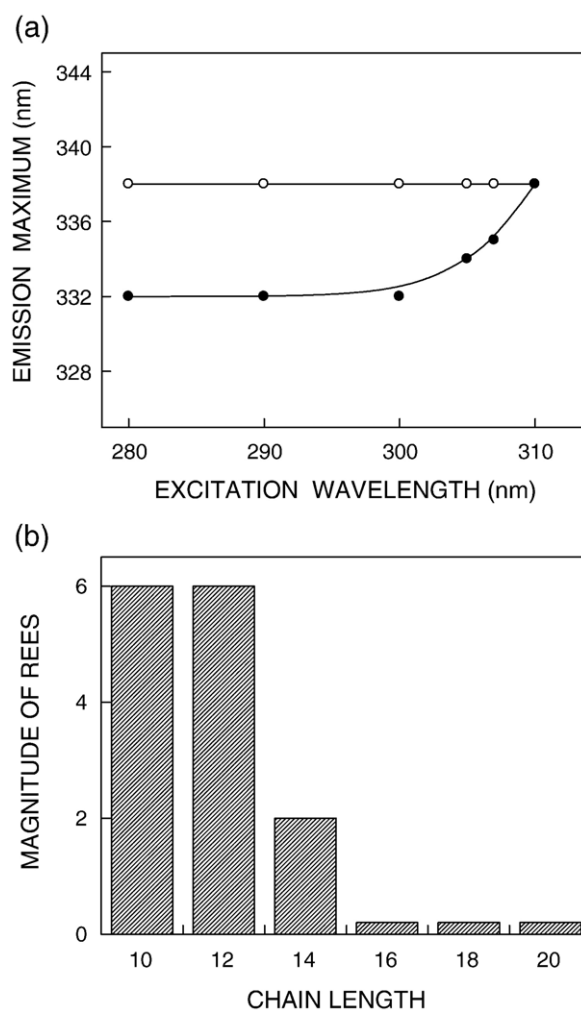 (a)
EMISSION MAXIMUM (nm)
344
340
336
332
328
280 290 300 310
EXCITATION WAVELENGTH (nm)
(b)
MAGNITUDE OF REES
6
4
2
0
10 12 14 16 18 20
CHAIN LENGTH